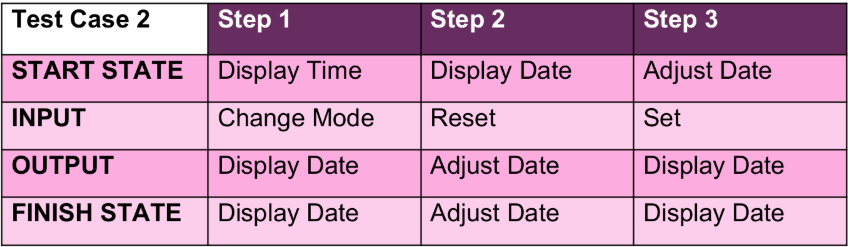 Test Case 2 Step 1 Step 2 Step 3
START STATE Display Time Display Date Adjust Date
INPUT Change Mode Reset Set
OUTPUT Display Date Adjust Date Display Date
FINISH STATE Display Date Adjust Date Display Date